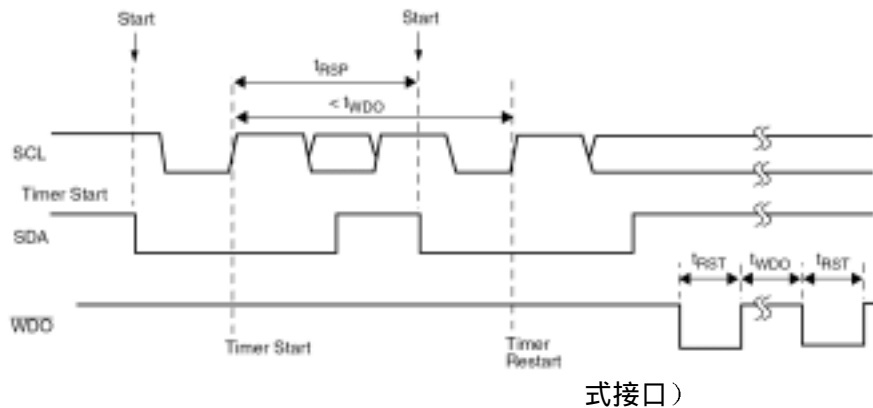 Start Start
tRSP
< tWDO
SCL
Timer Start
SDA
tRST tWDO tRST
WDO
Timer Start
Timer
Restart
式接口）